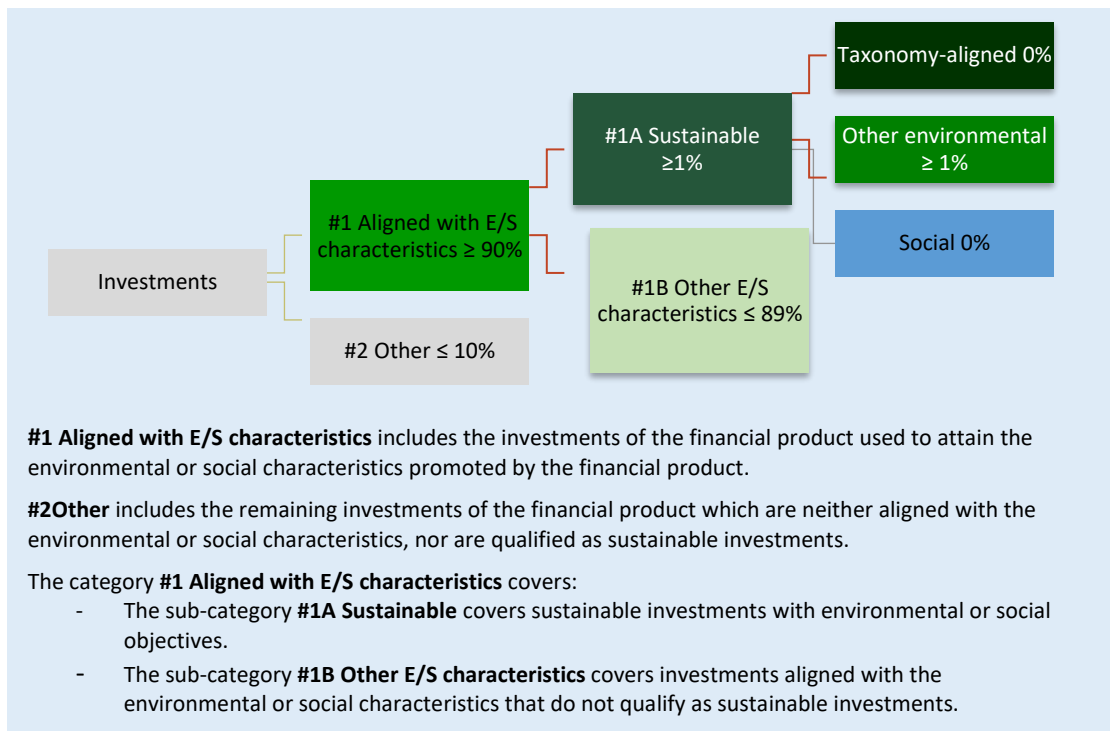 Taxonomy-aligned 0%
#1A Sustainable
≥1%
Other environmental
≥ 1%
#1 Aligned with E/S
characteristics ≥ 90%
Social 0%
Investments
#1B Other E/S
characteristics ≤ 89%
#2 Other ≤ 10%
#1 Aligned with E/S characteristics includes the investments of the financial product used to attain the
environmental or social characteristics promoted by the financial product.
#2Other includes the remaining investments of the financial product which are neither aligned with the
environmental or social characteristics, nor are qualified as sustainable investments.
The category #1 Aligned with E/S characteristics covers:
- The sub-category #1A Sustainable covers sustainable investments with environmental or social
objectives.
- The sub-category #1B Other E/S characteristics covers investments aligned with the
environmental or social characteristics that do not qualify as sustainable investments.